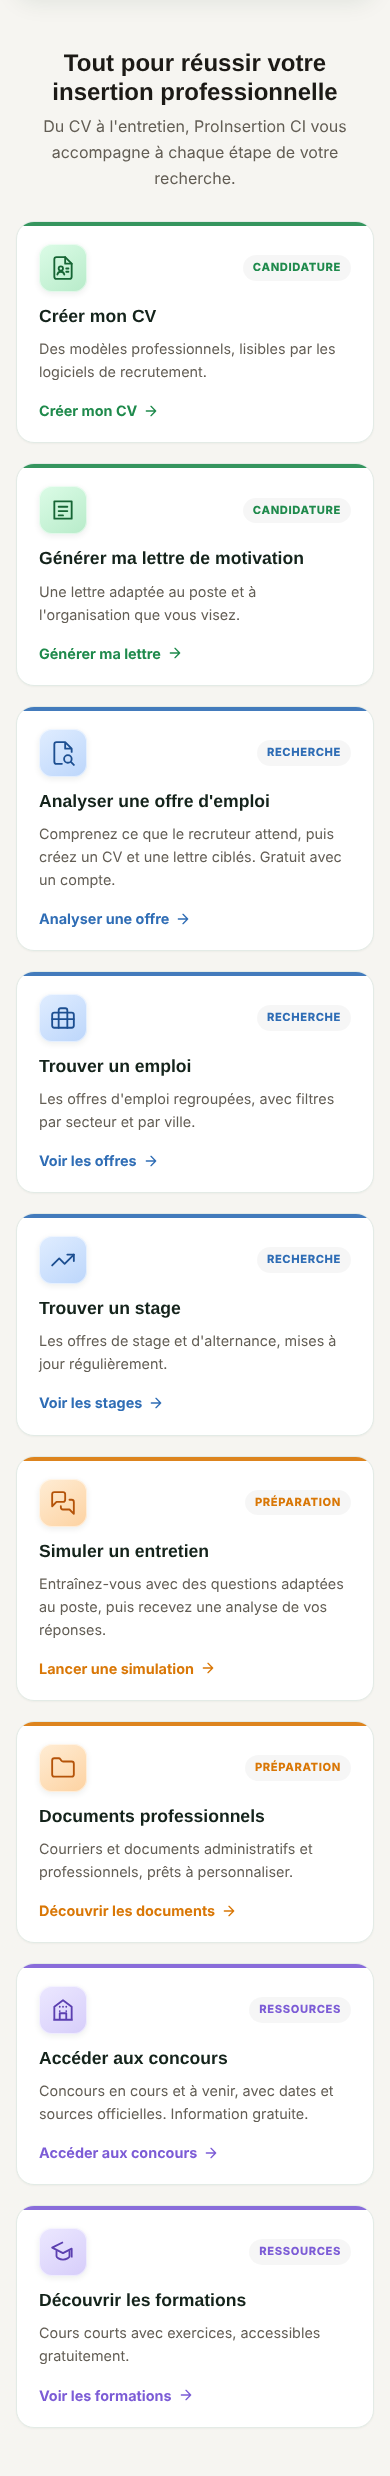 Tout pour réussir votre
insertion professionnelle
Du CV à l'entretien, ProInsertion CI vous
accompagne à chaque étape de votre
recherche.
CANDIDATURE
Créer mon CV
Des modèles professionnels, lisibles par les
logiciels de recrutement.
Créer mon CV →
CANDIDATURE
Générer ma lettre de motivation
Une lettre adaptée au poste et à
l'organisation que vous visez.
Générer ma lettre →
RECHERCHE
Analyser une offre d'emploi
Comprenez ce que le recruteur attend, puis
créez un CV et une lettre ciblés. Gratuit avec
un compte.
Analyser une offre →
RECHERCHE
Trouver un emploi
Les offres d'emploi regroupées, avec filtres
par secteur et par ville.
Voir les offres →
RECHERCHE
Trouver un stage
Les offres de stage et d'alternance, mises à
jour régulièrement.
Voir les stages →
PRÉPARATION
Simuler un entretien
Entraînez-vous avec des questions adaptées
au poste, puis recevez une analyse de vos
réponses.
Lancer une simulation →
PRÉPARATION
Documents professionnels
Courriers et documents administratifs et
professionnels, prêts à personnaliser.
Découvrir les documents →
RESSOURCES
Accéder aux concours
Concours en cours et à venir, avec dates et
sources officielles. Information gratuite.
Accéder aux concours →
RESSOURCES
Découvrir les formations
Cours courts avec exercices, accessibles
gratuitement.
Voir les formations →